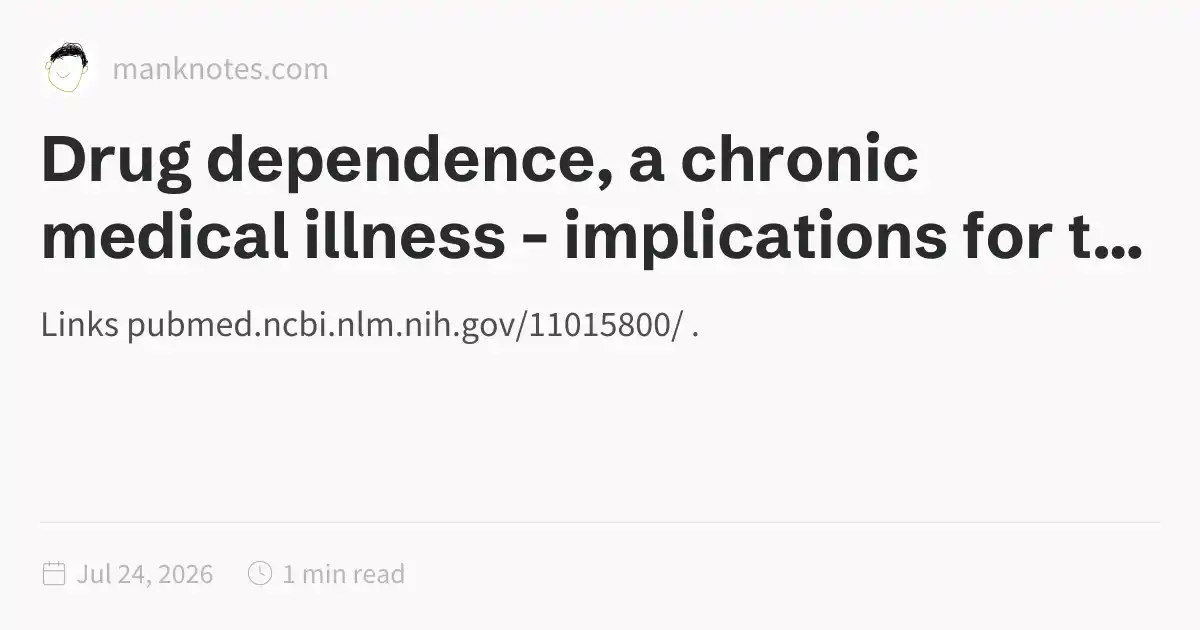 manknotes.com
Drug dependence, a chronic
medical illness - implications for t...
Links pubmed.ncbi.nlm.nih.gov/11015800/ .
Jul 24, 2026 1 min read